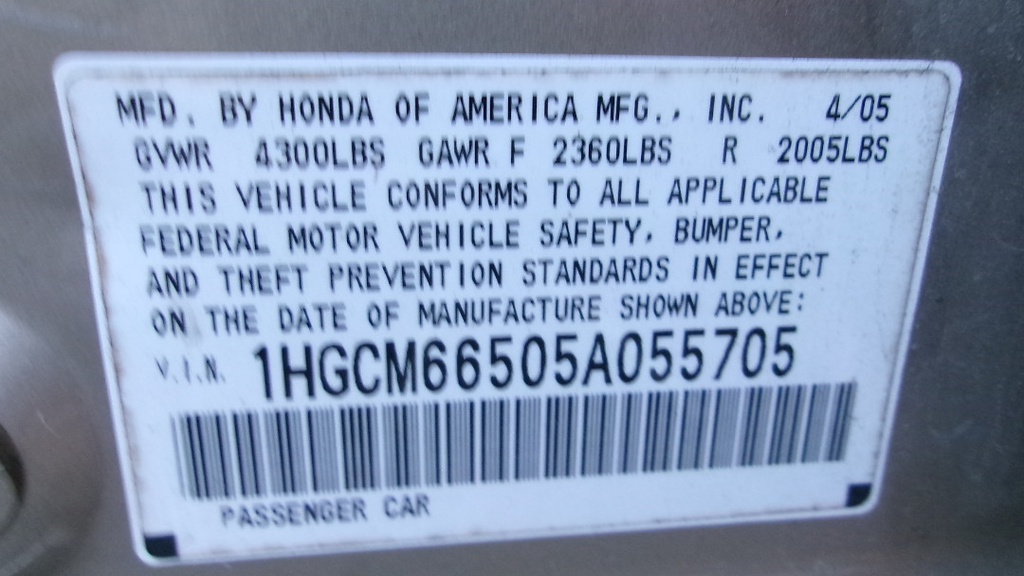 MFD. BY HONDA OF AMERICA MFG., INC. 4/05
GVWR 4300LBS GAWR F 2360LBS R 2005LBS
THIS VEHICLE CONFORMS TO ALL APPLICABLE
FEDERAL MOTOR VEHICLE SAFETY, BUMPER,
AND THEFT PREVENTION STANDARDS IN EFFECT
ON THE DATE OF MANUFACTURE SHOWN ABOVE:
V.I.N. 1HGCM66505A055705
PASSENGER CAR